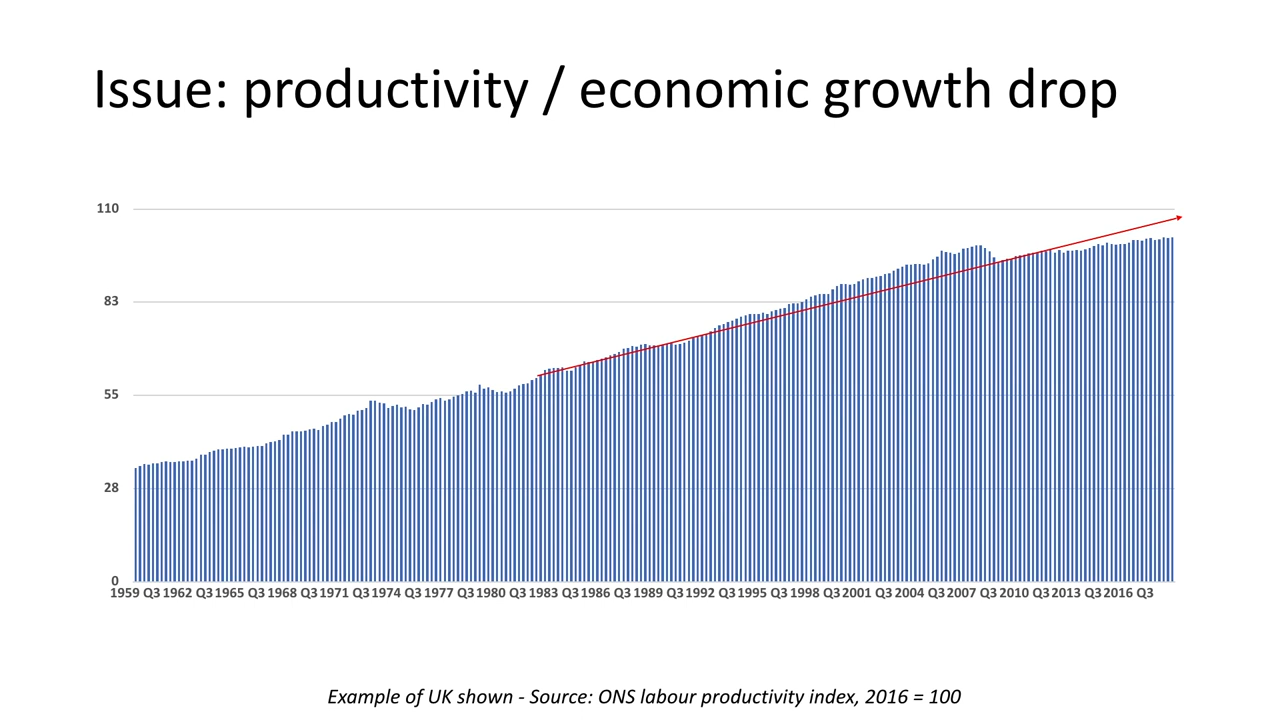 Issue: productivity / economic growth drop
110
83
55
28
0
1959 Q3 1962 Q3 1965 Q3 1968 Q3 1971 Q3 1974 Q3 1977 Q3 1980 Q3 1983 Q3 1986 Q3 1989 Q3 1992 Q3 1995 Q3 1998 Q3 2001 Q3 2004 Q3 2007 Q3 2010 Q3 2013 Q3 2016 Q3
Example of UK shown - Source: ONS labour productivity index, 2016 = 100